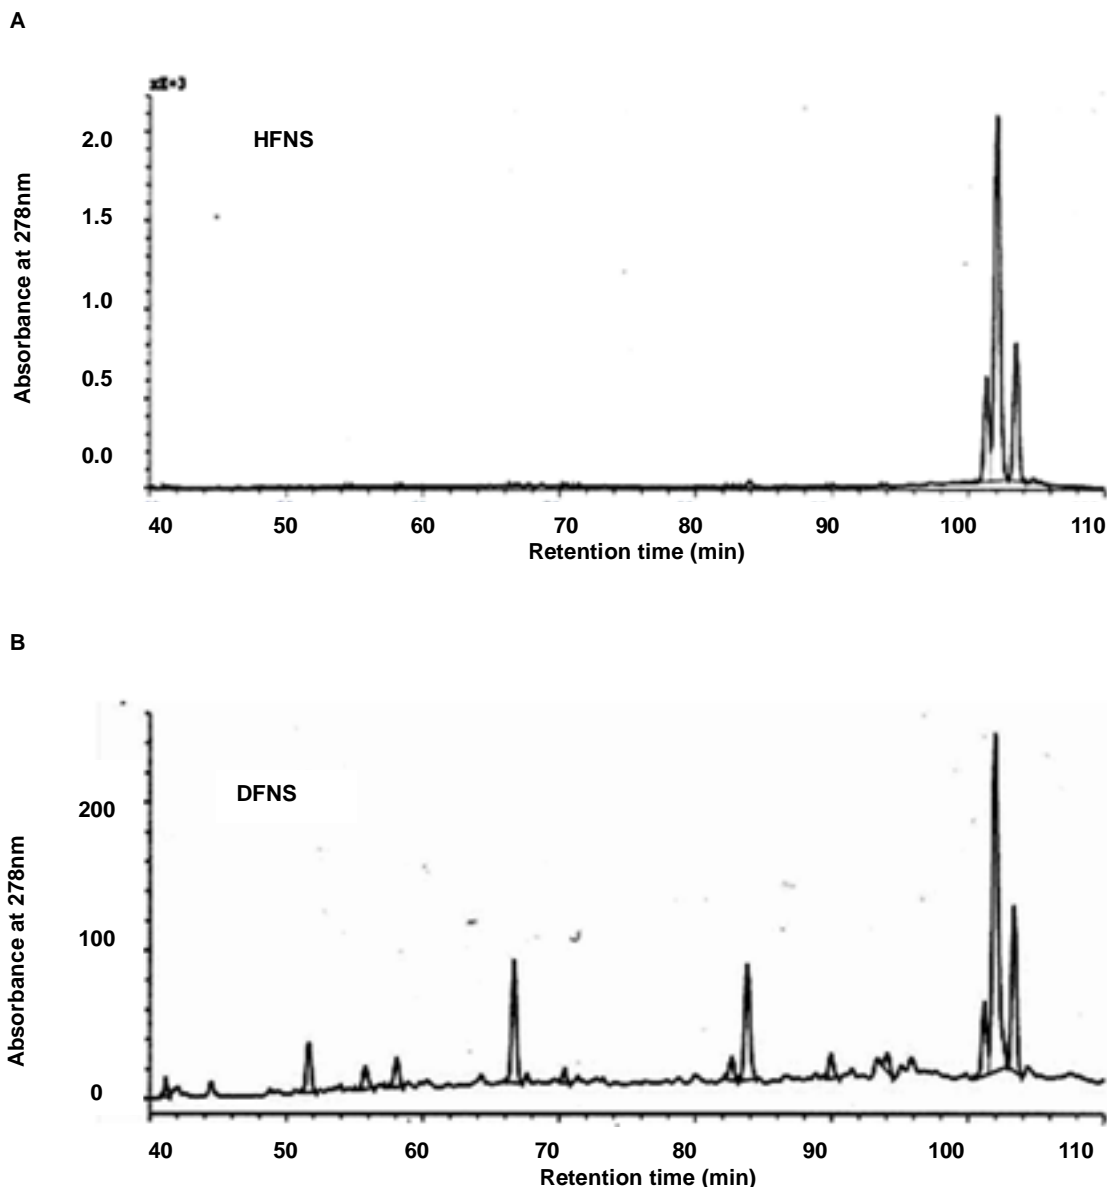 A
xE+3
2.0
HFNS
1.5
1.0
0.5
0.0
Absorbance at 278nm
40 50 60 70 80 90 100 110
Retention time (min)
B
DFNS
200
100
0
Absorbance at 278nm
40 50 60 70 80 90 100 110
Retention time (min)